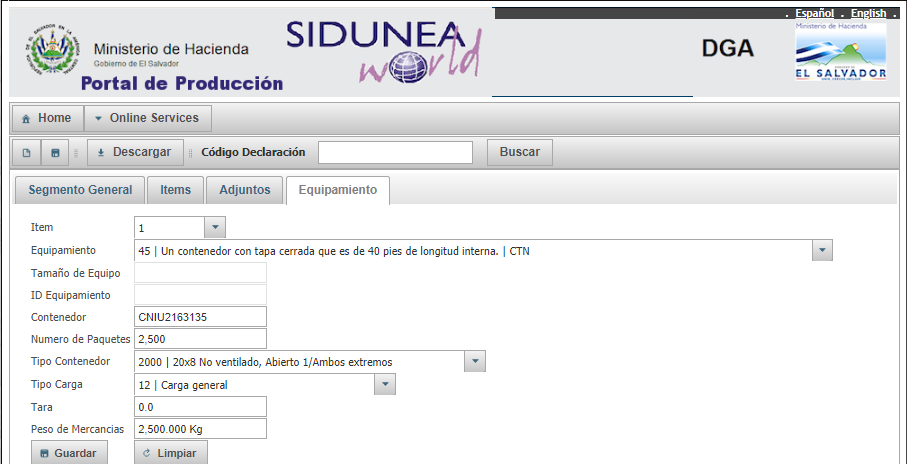 . Español . English .
Ministerio de Hacienda
Gobierno de El Salvador
Portal de Producción
SIDUNEA
world
DGA
Ministerio de Hacienda
EL SALVADOR
Home
Online Services
Descargar
Código Declaración
Buscar
Segmento General
Items
Adjuntos
Equipamiento
Item 1
Equipamiento 45 | Un contenedor con tapa cerrada que es de 40 pies de longitud interna. | CTN
Tamaño de Equipo
ID Equipamiento
Contenedor CNIU2163135
Numero de Paquetes 2,500
Tipo Contenedor 2000 | 20x8 No ventilado, Abierto 1/Ambos extremos
Tipo Carga 12 | Carga general
Tara 0.0
Peso de Mercancias 2,500.000 Kg
Guardar
Limpiar